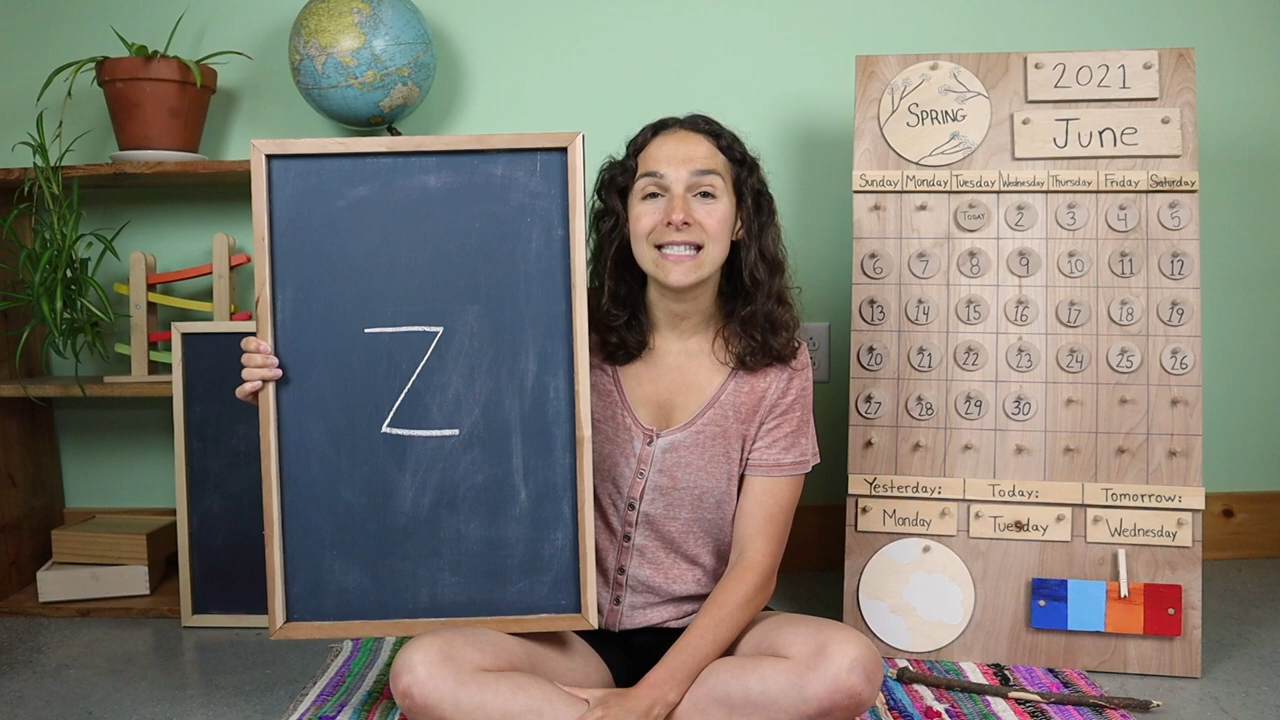 Z
SPRING
2021
June
Sunday Monday Tuesday Wednesday Thursday Friday Saturday
TODAY 2 3 4 5
6 7 8 9 10 11 12
13 14 15 16 17 18 19
20 21 22 23 24 25 26
27 28 29 30
Yesterday: Today: Tomorrow:
Monday Tuesday Wednesday